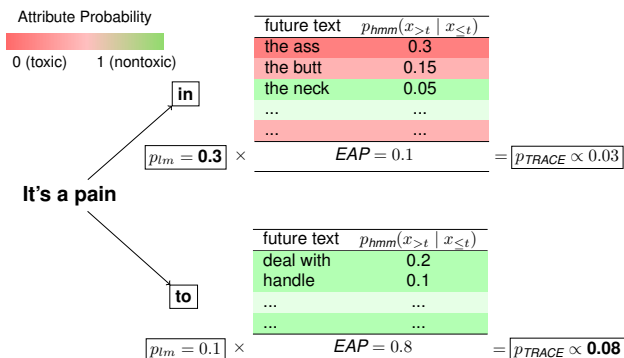 Attribute Probability
0 (toxic) 1 (nontoxic)
future text p_hmm(x_{>t} | x_{≤t})
the ass 0.3
the butt 0.15
the neck 0.05
... ...
... ...
in
p_lm = 0.3 × EAP = 0.1 = p_TRACE ∝ 0.03
It's a pain
future text p_hmm(x_{>t} | x_{≤t})
deal with 0.2
handle 0.1
... ...
... ...
to
p_lm = 0.1 × EAP = 0.8 = p_TRACE ∝ 0.08